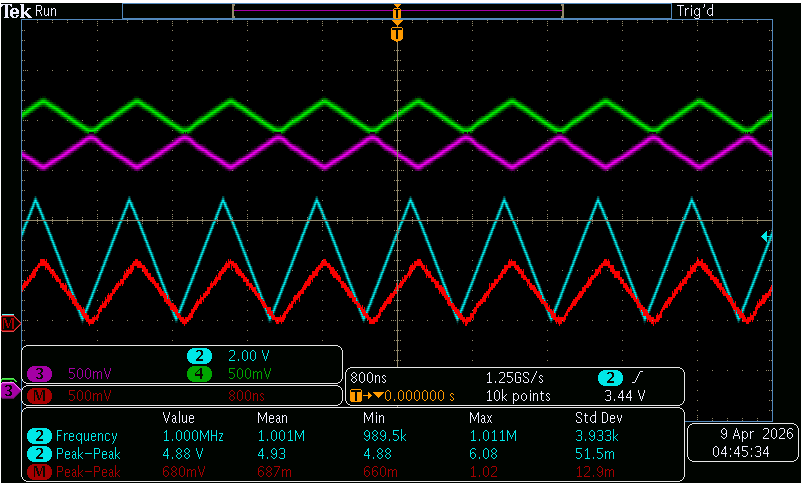 Tek Run Trig'd
T
T
M
2 2.00 V
3 500mV 4 500mV
M 500mV 800ns
3
800ns 1.25GS/s 2
T→▼0.000000 s 10k points 3.44 V
Value Mean Min Max Std Dev
2 Frequency 1.000MHz 1.001M 989.5k 1.011M 3.933k
2 Peak-Peak 4.88 V 4.93 4.88 6.08 51.5m
M Peak-Peak 680mV 687m 660m 1.02 12.9m
9 Apr 2026
04:45:34